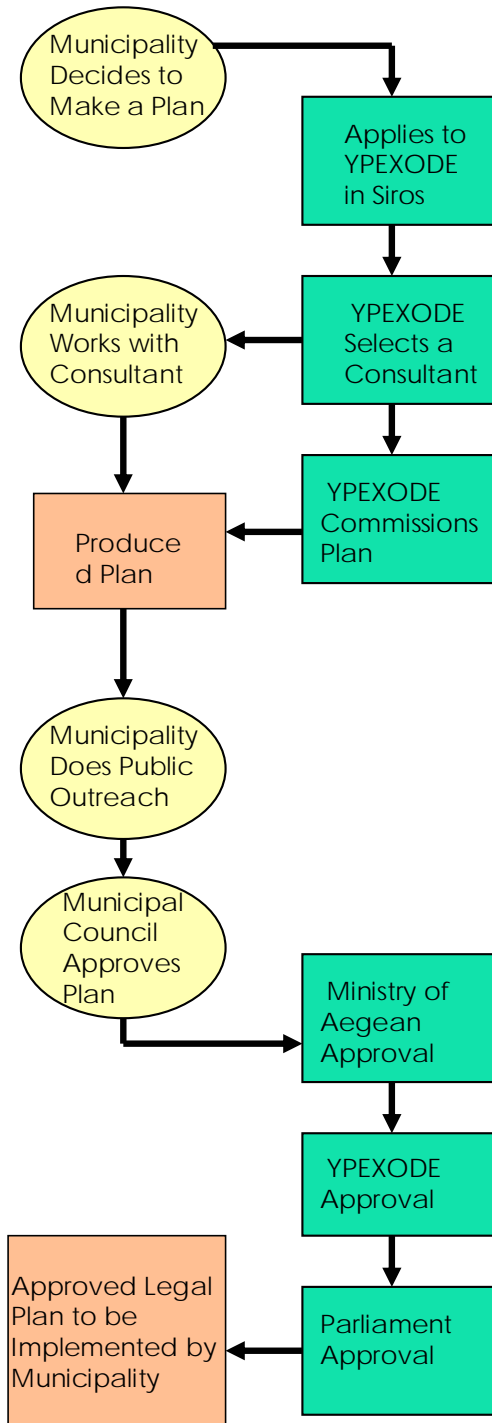 Municipality
Decides to
Make a Plan
Applies to
YPEXODE
in Siros
Municipality
Works with
Consultant
YPEXODE
Selects a
Consultant
YPEXODE
Commissions
Plan
Produce
d Plan
Municipality
Does Public
Outreach
Municipal
Council
Approves
Plan
Ministry of
Aegean
Approval
YPEXODE
Approval
Approved Legal
Plan to be
Implemented by
Municipality
Parliament
Approval